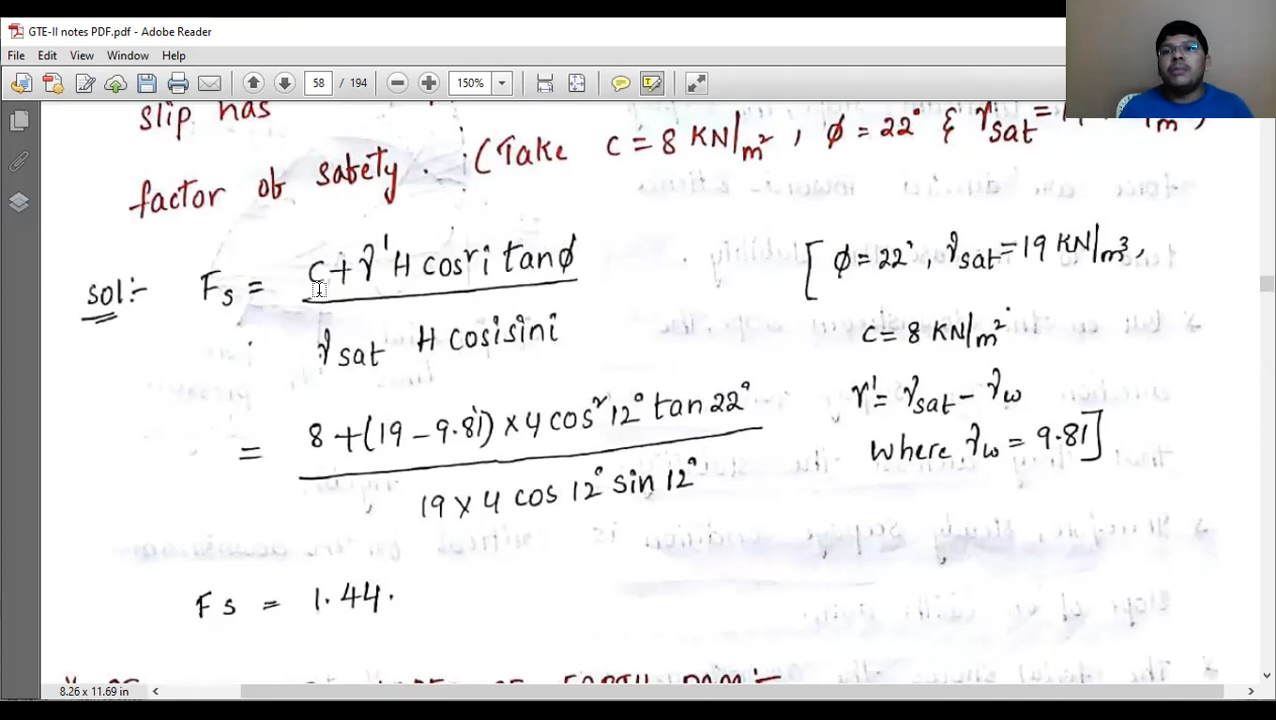 GTE-II notes PDF.pdf - Adobe Reader
File Edit View Window Help
58 / 194 150%
slip has
factor of safety. (Take c = 8 KN/m², φ = 22° & γsat =
Sol:- Fs = c + γ' H cos²i tanφ / γsat H cosi sini
[φ = 22°, γsat = 19 KN/m³,
c = 8 KN/m²
= 8 + (19 - 9.81) × 4 cos² 12° tan 22° / 19 × 4 cos 12° sin 12°
γ' = γsat - γw
where, γw = 9.81]
Fs = 1.44.
8.26 x 11.69 in